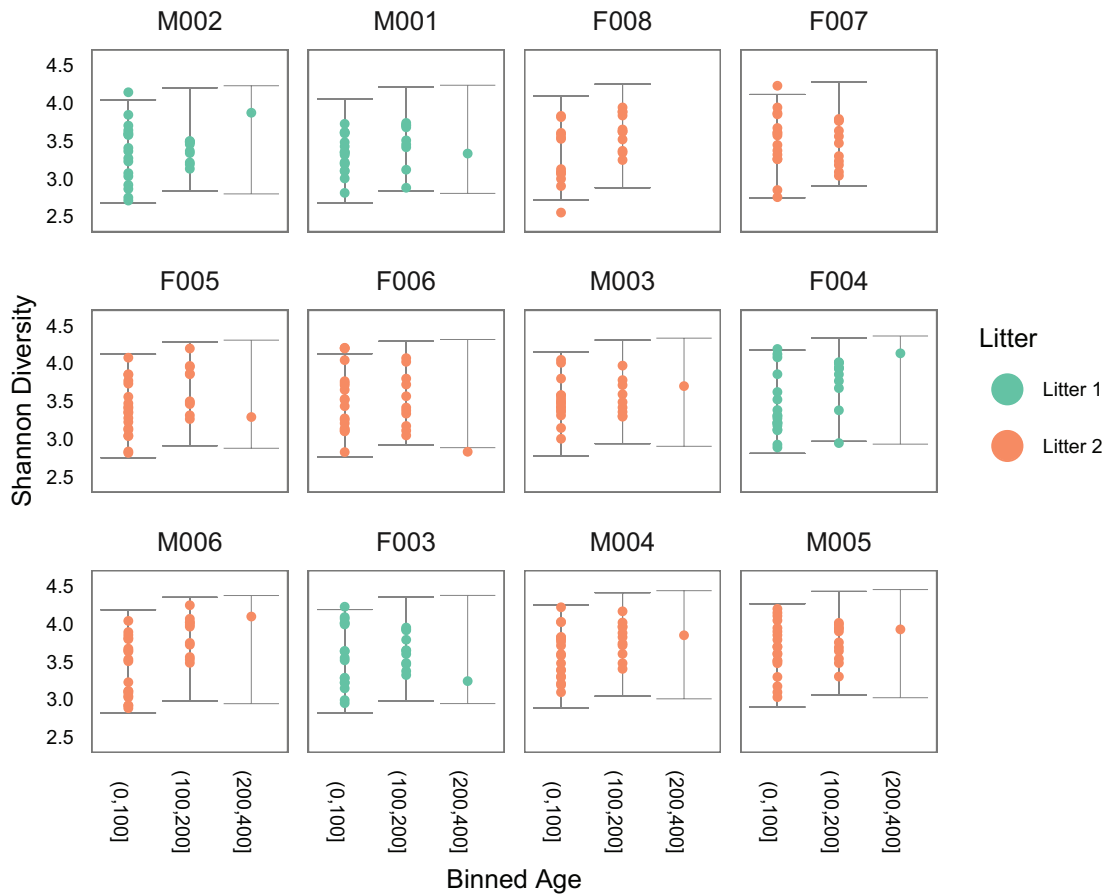 M002 M001 F008 F007
4.5
4.0
3.5
3.0
2.5
F005 F006 M003 F004
4.5
4.0
3.5
3.0
2.5
Shannon Diversity
Litter
Litter 1
Litter 2
M006 F003 M004 M005
4.5
4.0
3.5
3.0
2.5
(0,100] (100,200] (200,400] (0,100] (100,200] (200,400] (0,100] (100,200] (200,400] (0,100] (100,200] (200,400]
Binned Age